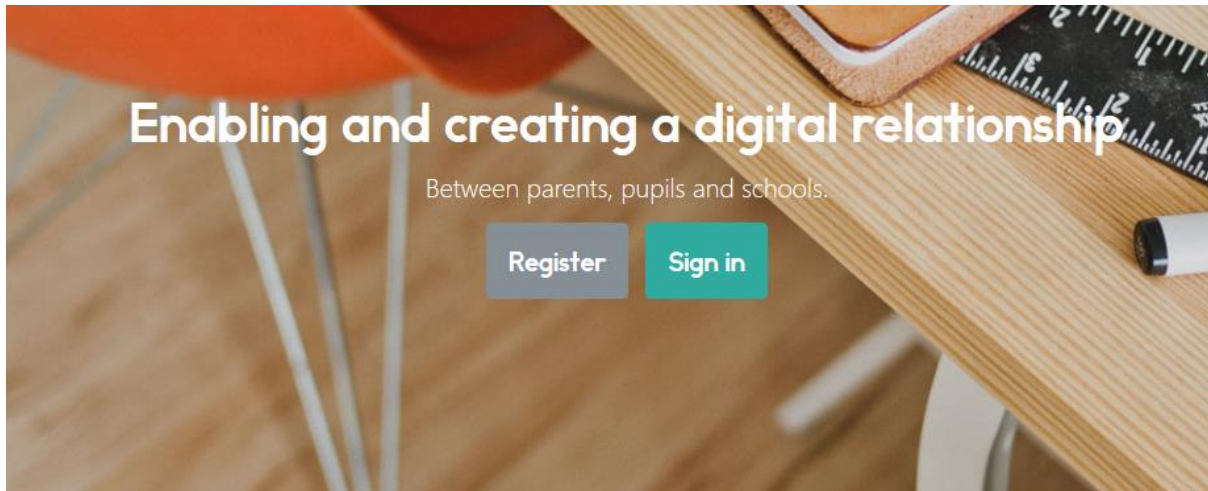 Enabling and creating a digital relationship
Between parents, pupils and schools.
Register Sign in